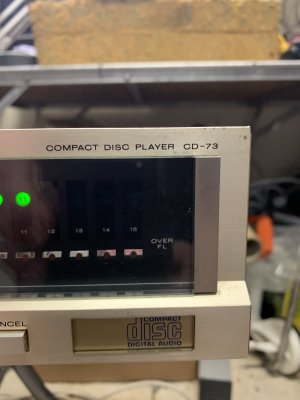 COMPACT DISC PLAYER CD-73
11 12 13 14 15
OVER
FL
NCEL
COMPACT
disc
DIGITAL AUDIO